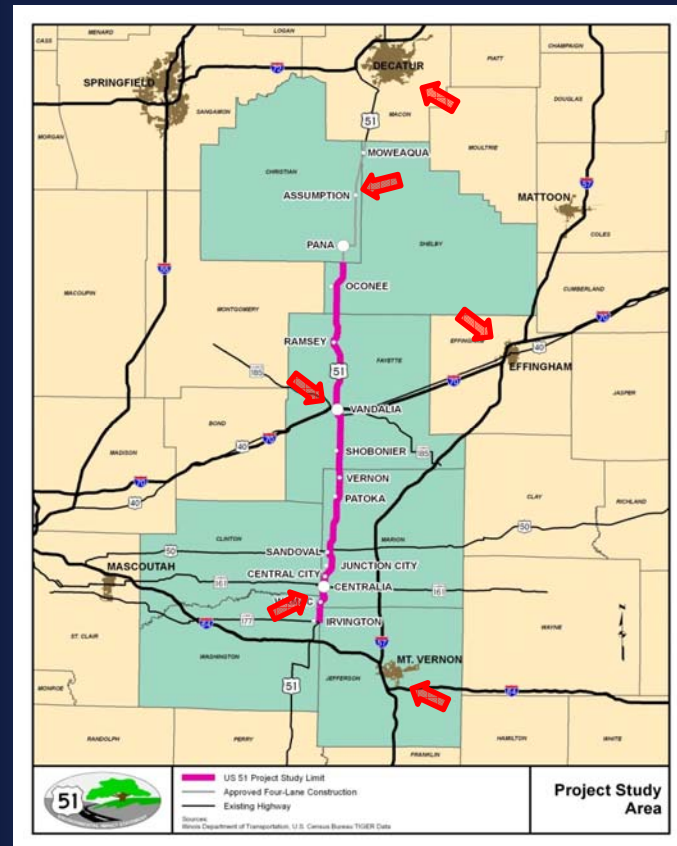 MENARD
LOGAN
CASS
72
DECATUR
PIATT
CHAMPAIGN
SPRINGFIELD
DOUGLAS
SANGAMON
51
MACON
MORGAN
MOULTRIE
MOWEAQUA
57
CHRISTIAN
ASSUMPTION
MATTOON
COLES
PANA
SHELBY
55
OCONEE
CUMBERLAND
MACOUPIN
MONTGOMERY
70
RAMSEY
EFFINGHAM
40
185
51
FAYETTE
EFFINGHAM
70
JASPER
VANDALIA
BOND
40
SHOBONIER
185
MADISON
70
VERNON
CLAY
40
PATOKA
RICHLAND
50
CLINTON
MARION
50
SANDOVAL
JUNCTION CITY
MASCOUTAH
CENTRAL CITY
161
CENTRALIA
161
WAYNE
64
177
IRVINGTON
ST. CLAIR
57
WASHINGTON
MT. VERNON
51
JEFFERSON
64
MONROE
RANDOLPH
PERRY
HAMILTON
WHITE
FRANKLIN
51
US 51 Project Study Limit
Approved Four-Lane Construction
Existing Highway
Sources:
Illinois Department of Transportation, U.S. Census Bureau TIGER Data
Project Study
Area